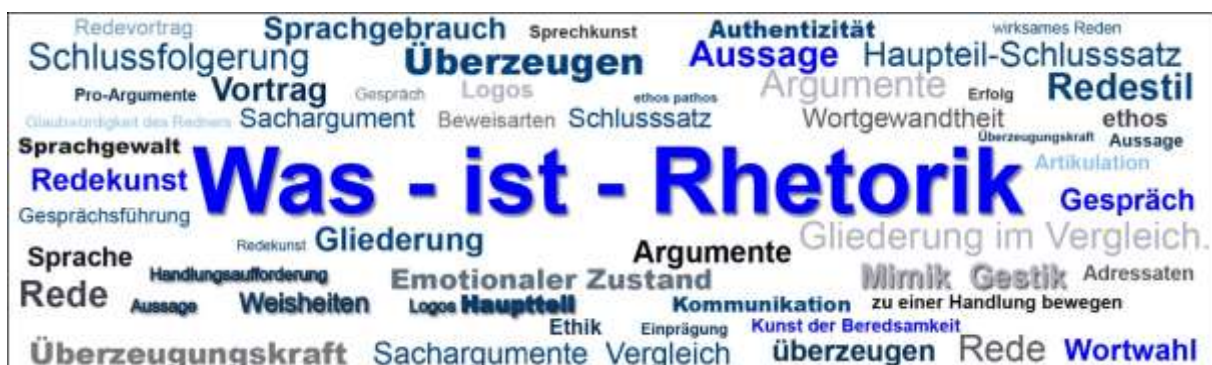 Redevortrag Sprachgebrauch Sprechkunst Authentizität wirksames Reden
Schlussfolgerung Überzeugen Aussage Haupteil-Schlusssatz
Pro-Argumente Vortrag Gespräch Logos ethos pathos Argumente Erfolg Redestil
Glaubwürdigkeit des Redners Sachargument Beweisarten Schlusssatz Wortgewandtheit ethos
Sprachgewalt Überzeugungskraft Aussage
Redekunst Was - ist - Rhetorik Artikulation
Gesprächsführung Gespräch
Sprache Redekunst Gliederung Argumente Gliederung im Vergleich.
Handlungsaufforderung Emotionaler Zustand Mimik Gestik Adressaten
Rede Aussage Weisheiten Logos Hauptteil Kommunikation zu einer Handlung bewegen
Ethik Einprägung Kunst der Beredsamkeit
Überzeugungskraft Sachargumente Vergleich überzeugen Rede Wortwahl